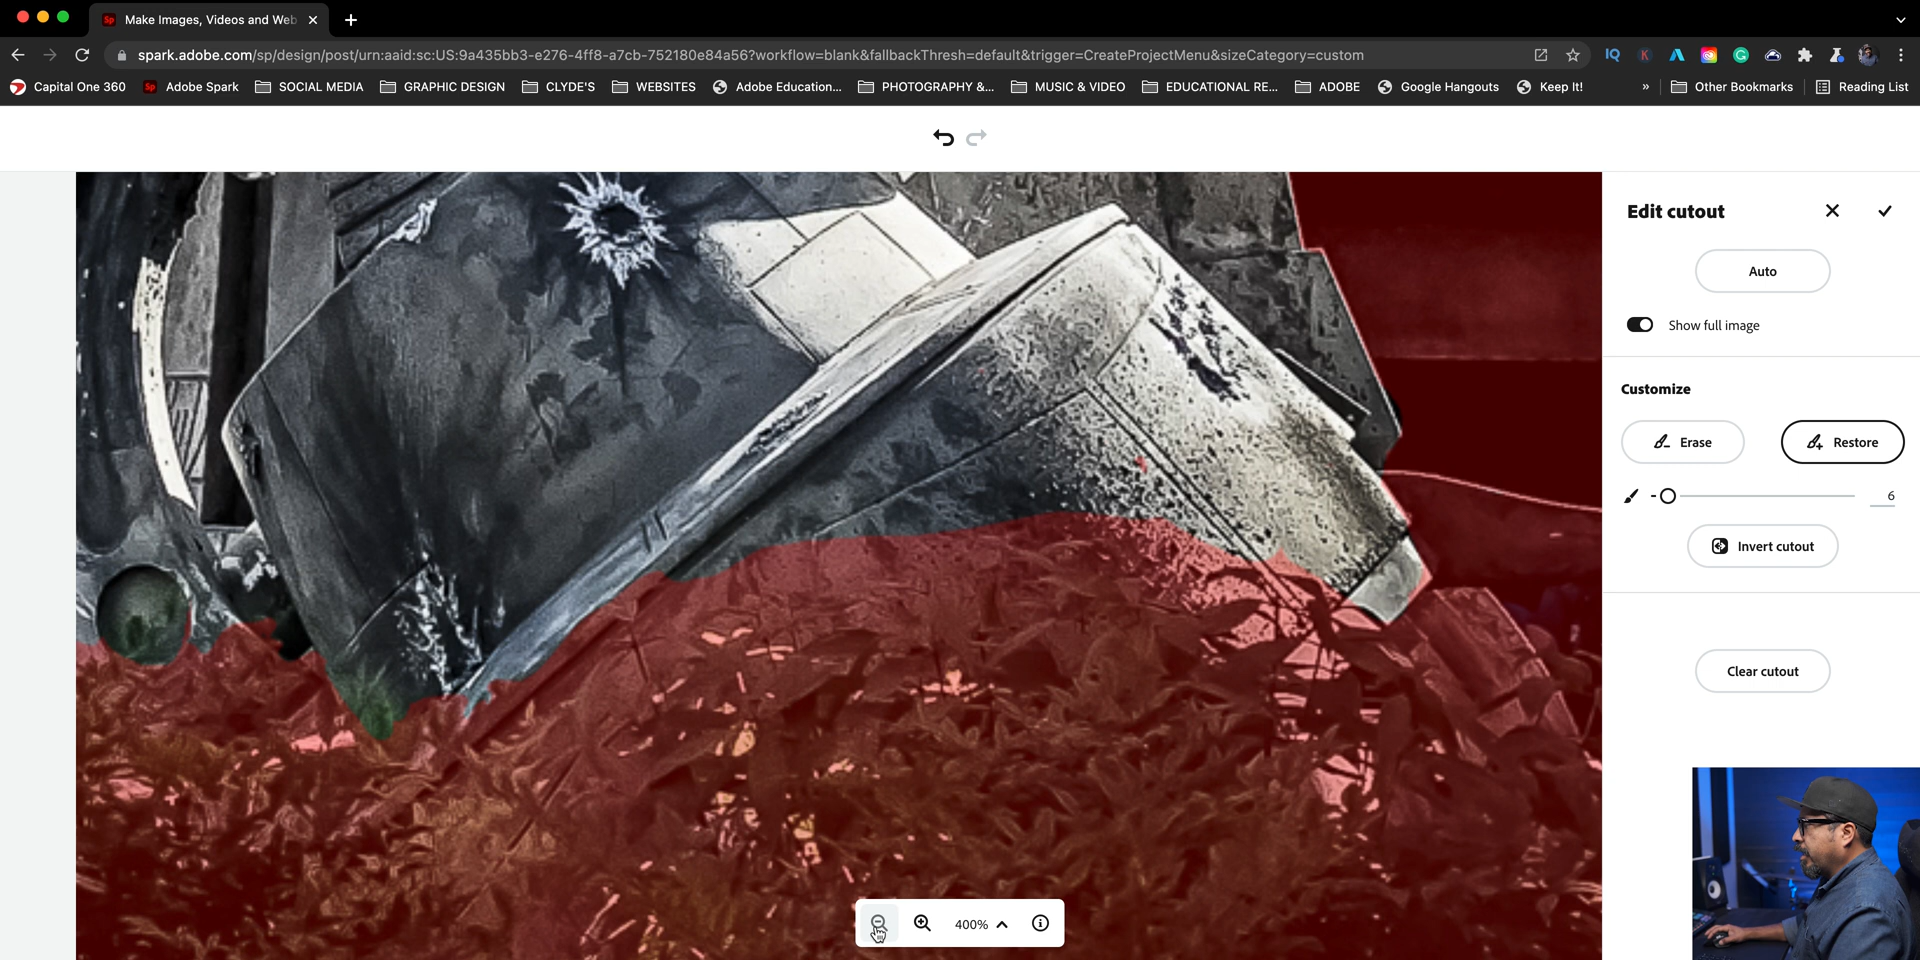 Sp Make Images, Videos and Web
spark.adobe.com/sp/design/post/urn:aaid:sc:US:9a435bb3-e276-4ff8-a7cb-752180e84a56?workflow=blank&fallbackThresh=default&trigger=CreateProjectMenu&sizeCategory=custom
IQ K
Capital One 360 Sp Adobe Spark SOCIAL MEDIA GRAPHIC DESIGN CLYDE'S WEBSITES Adobe Education... PHOTOGRAPHY &... MUSIC & VIDEO EDUCATIONAL RE... ADOBE Google Hangouts Keep It! » Other Bookmarks Reading List
Edit cutout
Auto
Show full image
Customize
Erase Restore
6
Invert cutout
Clear cutout
400%